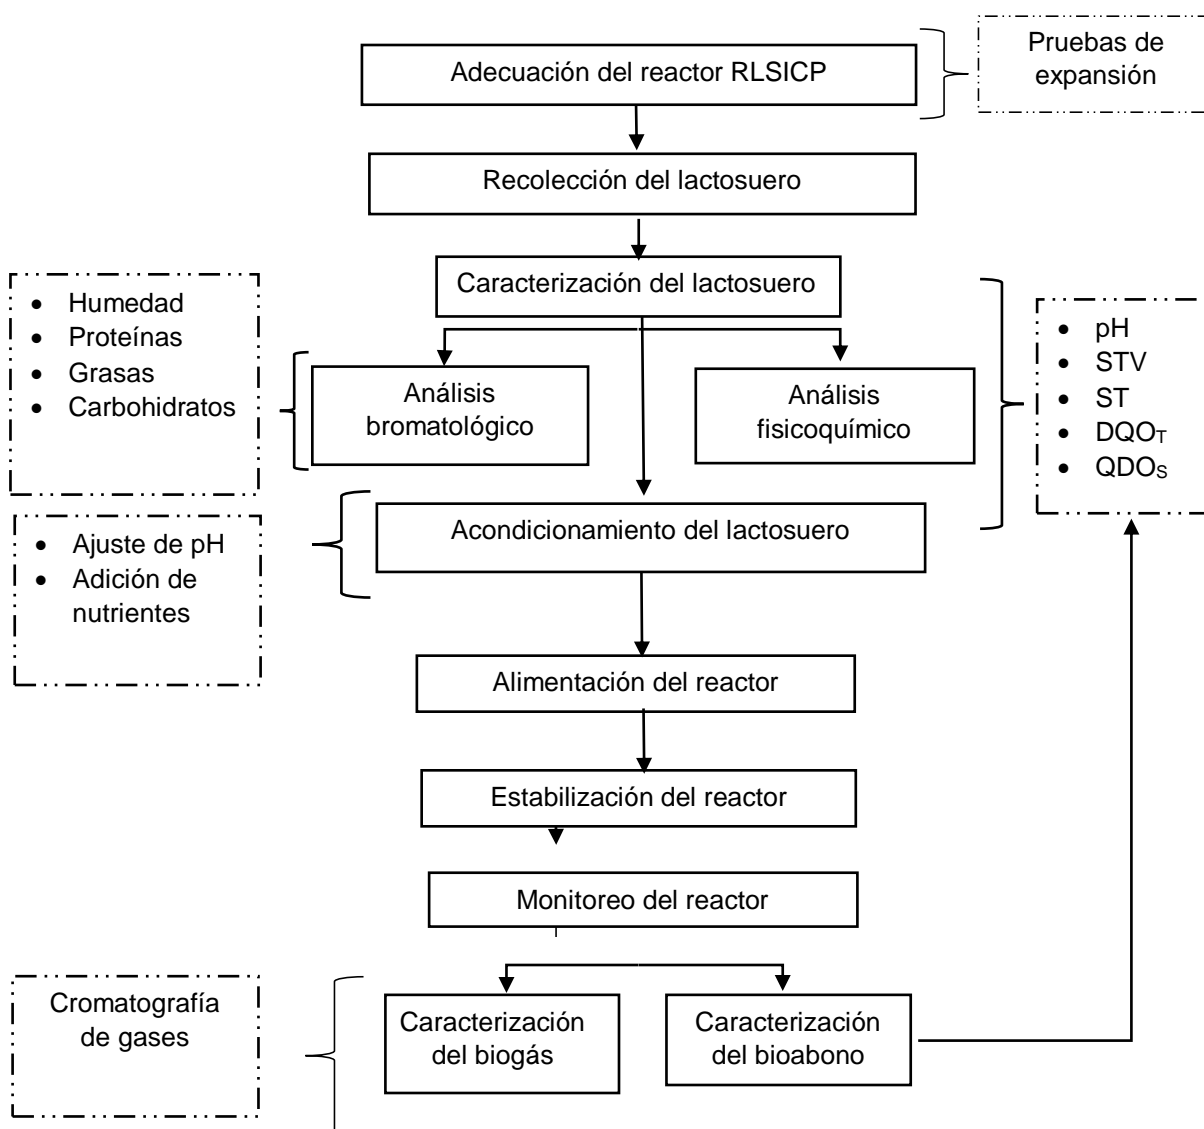 Pruebas de
expansión
Adecuación del reactor RLSICP
Recolección del lactosuero
Caracterización del lactosuero
• Humedad
• Proteínas
• Grasas
• Carbohidratos
Análisis
bromatológico
Análisis
fisicoquímico
• pH
• STV
• ST
• DQOT
• QDOS
Acondicionamiento del lactosuero
• Ajuste de pH
• Adición de
nutrientes
Alimentación del reactor
Estabilización del reactor
Monitoreo del reactor
Cromatografía
de gases
Caracterización
del biogás
Caracterización
del bioabono